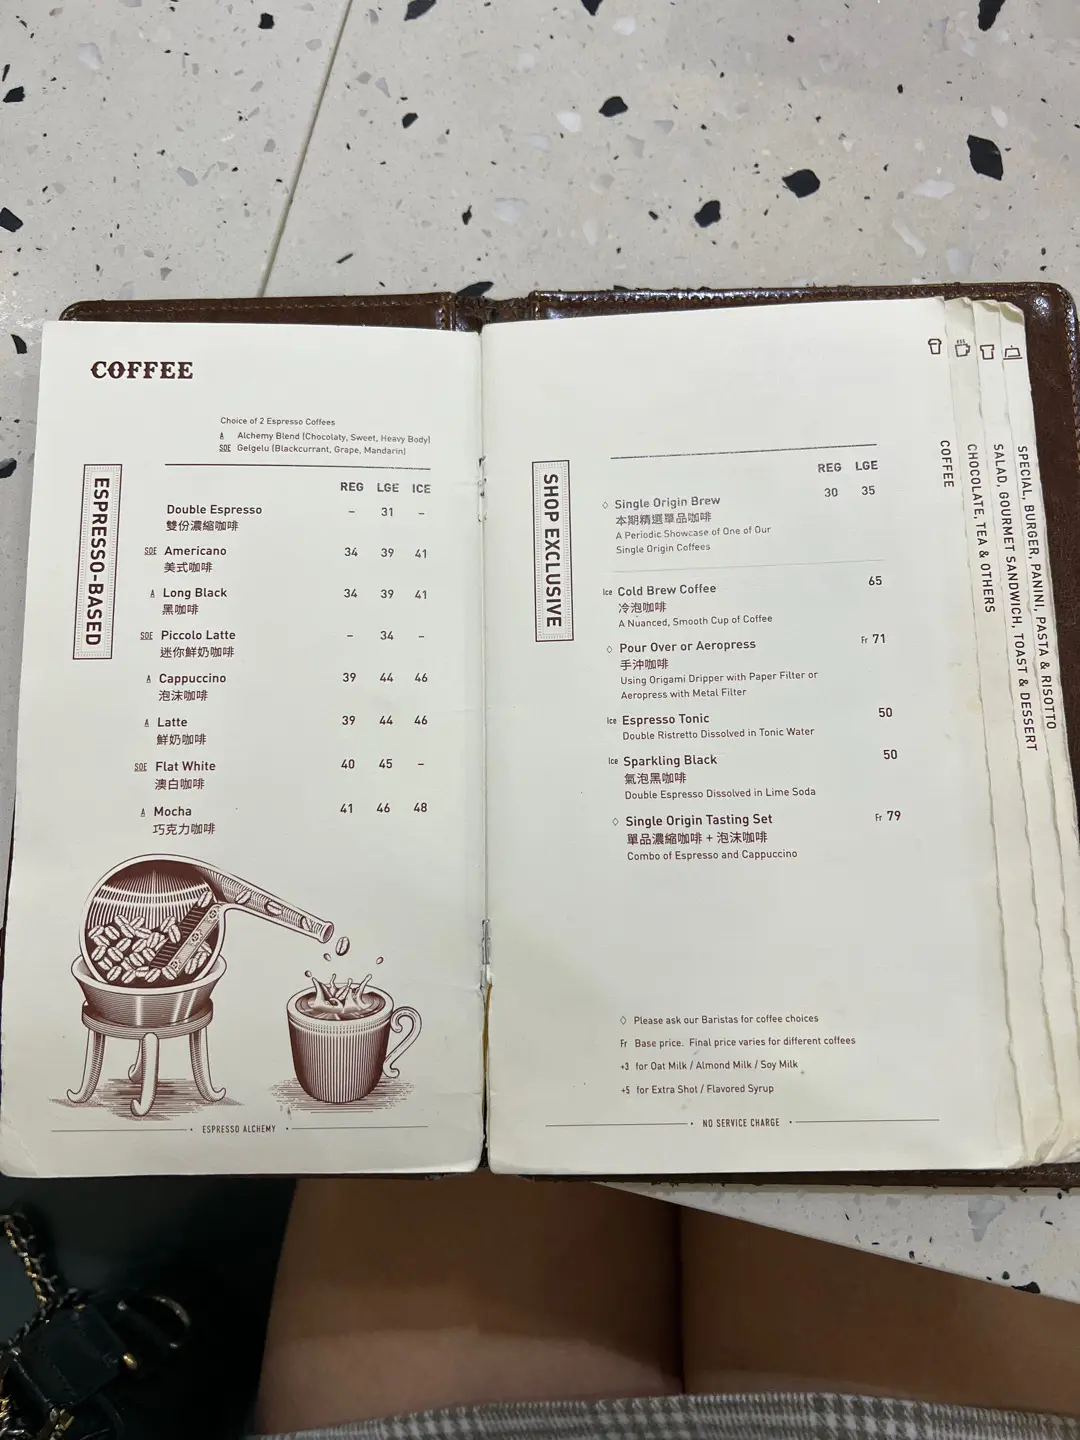 COFFEE
Choice of 2 Espresso Coffees
A Alchemy Blend (Chocolaty, Sweet, Heavy Body)
SOE Gelgelu (Blackcurrant, Grape, Mandarin)
ESPRESSO-BASED
REG LGE ICE
Double Espresso – 31 –
雙份濃縮咖啡
SOE Americano 34 39 41
美式咖啡
A Long Black 34 39 41
黑咖啡
SOE Piccolo Latte – 34 –
迷你鮮奶咖啡
A Cappuccino 39 44 46
泡沫咖啡
A Latte 39 44 46
鮮奶咖啡
SOE Flat White 40 45 –
澳白咖啡
A Mocha 41 46 48
巧克力咖啡
ESPRESSO ALCHEMY
SHOP EXCLUSIVE
REG LGE
◇ Single Origin Brew 30 35
本期精選單品咖啡
A Periodic Showcase of One of Our
Single Origin Coffees
Ice Cold Brew Coffee 65
冷泡咖啡
A Nuanced, Smooth Cup of Coffee
◇ Pour Over or Aeropress Fr 71
手沖咖啡
Using Origami Dripper with Paper Filter or
Aeropress with Metal Filter
Ice Espresso Tonic 50
Double Ristretto Dissolved in Tonic Water
Ice Sparkling Black 50
氣泡黑咖啡
Double Espresso Dissolved in Lime Soda
◇ Single Origin Tasting Set Fr 79
單品濃縮咖啡 + 泡沫咖啡
Combo of Espresso and Cappuccino
◇ Please ask our Baristas for coffee choices
Fr Base price. Final price varies for different coffees
+3 for Oat Milk / Almond Milk / Soy Milk
+5 for Extra Shot / Flavored Syrup
NO SERVICE CHARGE
COFFEE
CHOCOLATE, TEA & OTHERS
SALAD, GOURMET SANDWICH, TOAST & DESSERT
SPECIAL, BURGER, PANINI, PASTA & RISOTTO